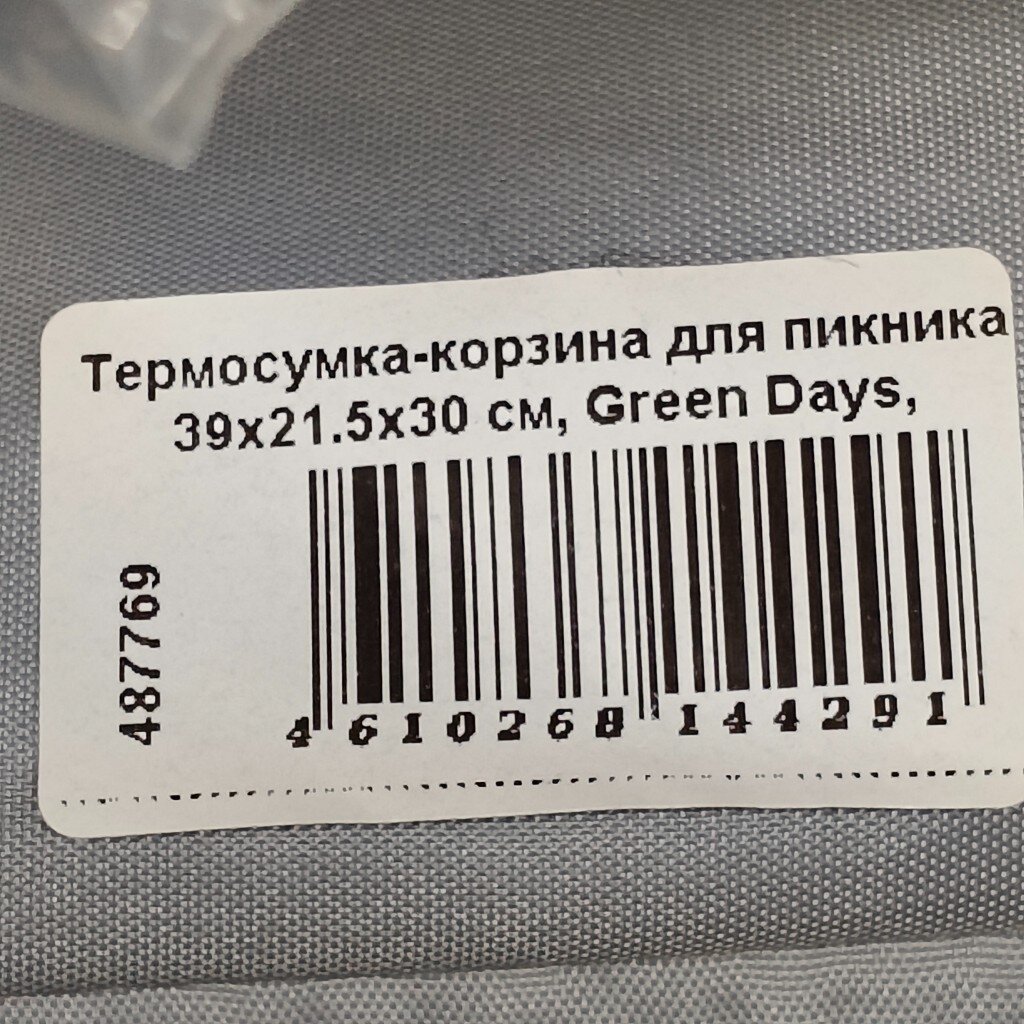 Термосумка-корзина для пикника
39x21.5x30 см, Green Days,
487769
4 610268 144291